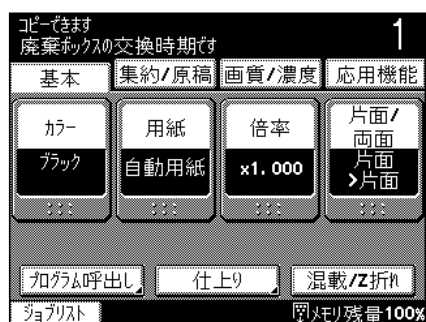 コピーできます
廃棄ボックスの交換時期です
1
基本
集約/原稿
画質/濃度
応用機能
カラー
ブラック
用紙
自動用紙
倍率
x1.000
片面/
両面
片面
>片面
プログラム呼出し
仕上り
混載/Z折れ
ジョブリスト
メモリ残量100%